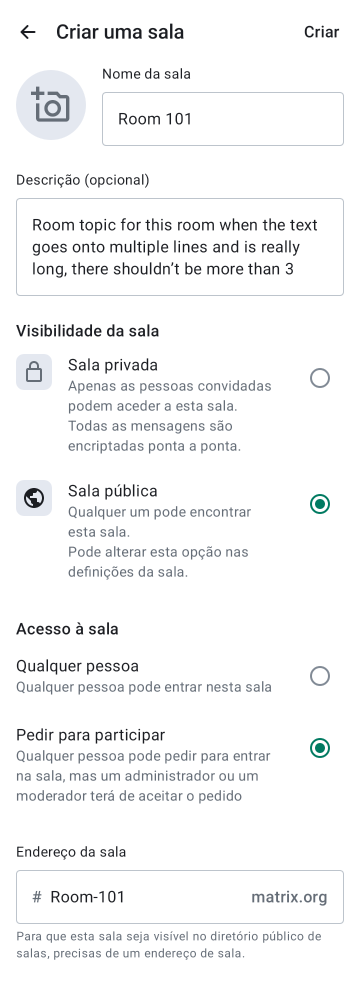 Criar uma sala
Criar
Nome da sala
Room 101
Descrição (opcional)
Room topic for this room when the text
goes onto multiple lines and is really
long, there shouldn’t be more than 3
Visibilidade da sala
Sala privada
Apenas as pessoas convidadas
podem aceder a esta sala.
Todas as mensagens são
encriptadas ponta a ponta.
Sala pública
Qualquer um pode encontrar
esta sala.
Pode alterar esta opção nas
definições da sala.
Acesso à sala
Qualquer pessoa
Qualquer pessoa pode entrar nesta sala
Pedir para participar
Qualquer pessoa pode pedir para entrar
na sala, mas um administrador ou um
moderador terá de aceitar o pedido
Endereço da sala
# Room-101 matrix.org
Para que esta sala seja visível no diretório público de
salas, precisas de um endereço de sala.